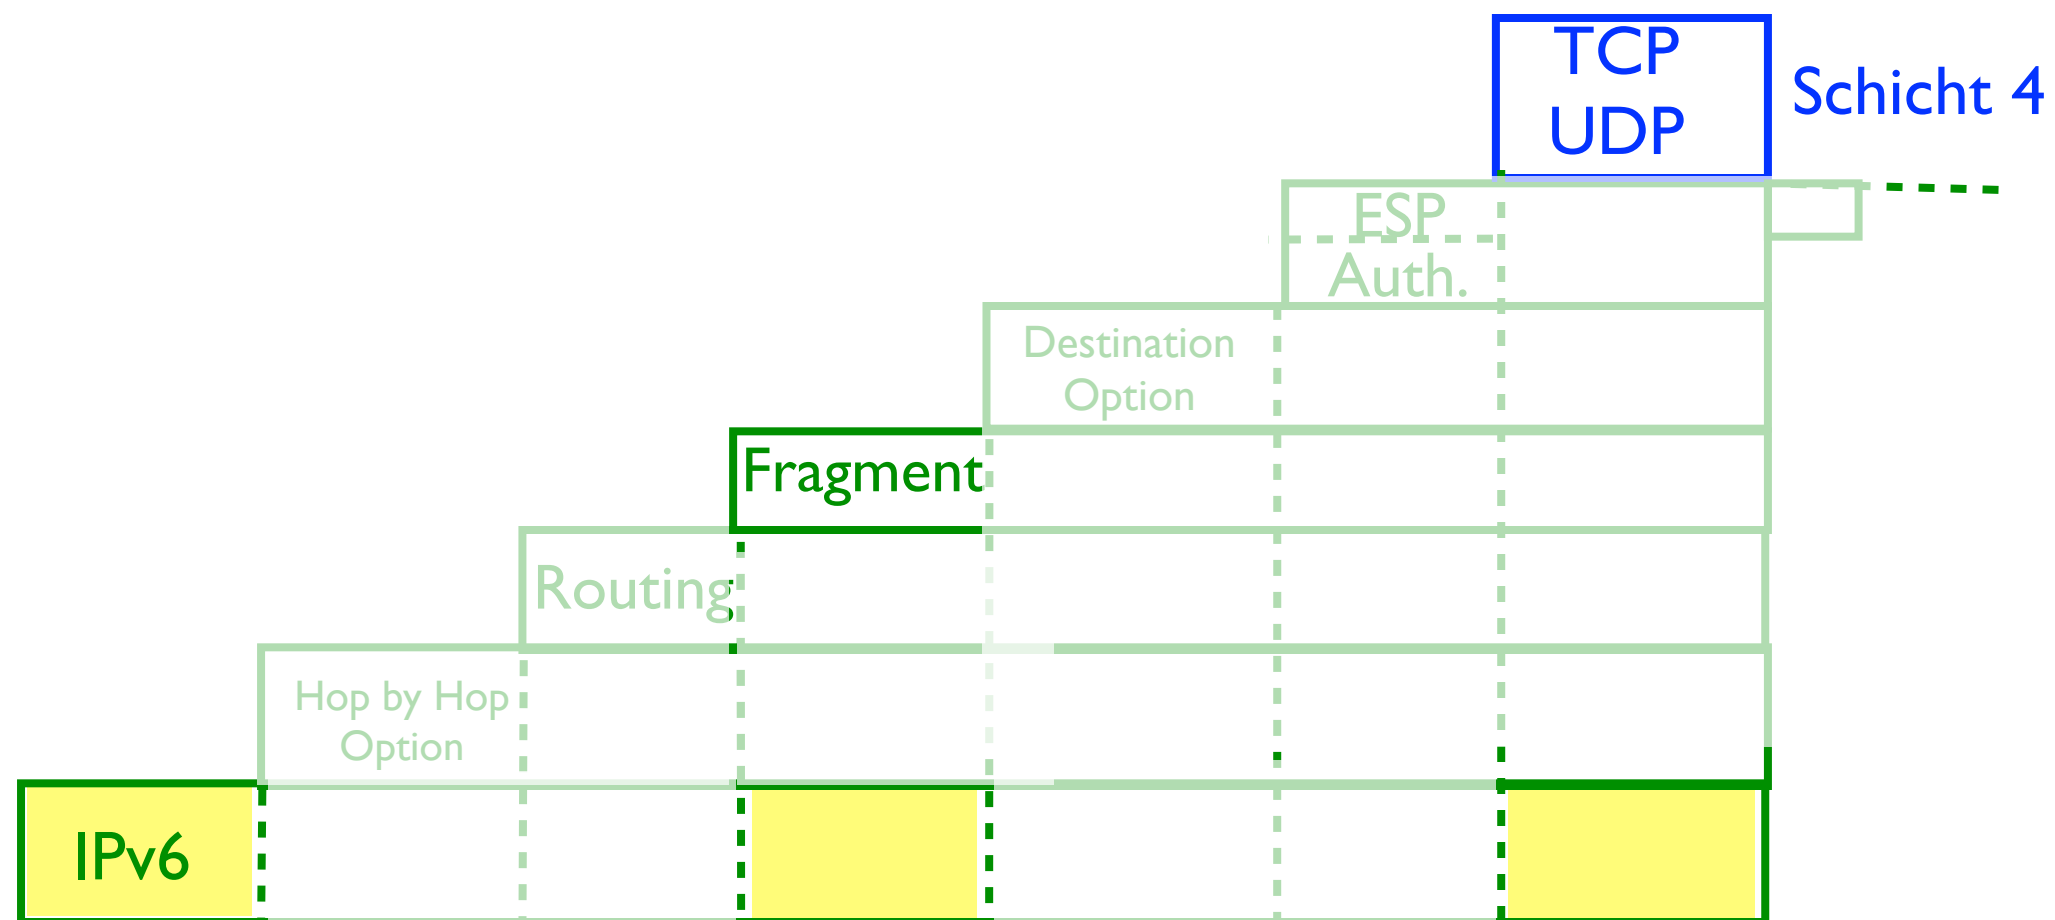 TCP
UDP
Schicht 4
ESP
Auth.
Destination
Option
Fragment
Routing
Hop by Hop
Option
IPv6